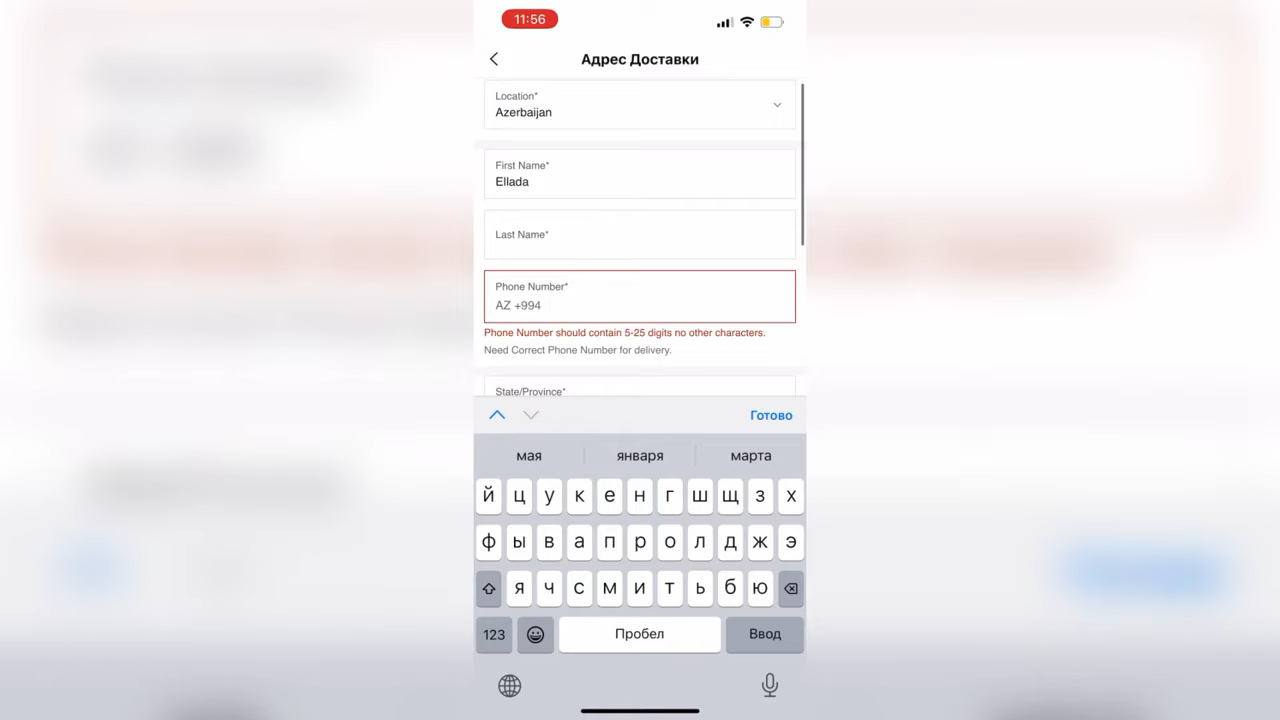 11:56
Адрес Доставки
Location*
Azerbaijan
First Name*
Ellada
Last Name*
Phone Number*
AZ +994
Phone Number should contain 5-25 digits no other characters.
Need Correct Phone Number for delivery.
State/Province*
Готово
мая января марта
й ц у к е н г ш щ з х
ф ы в а п р о л д ж э
я ч с м и т ь б ю
123 Пробел Ввод